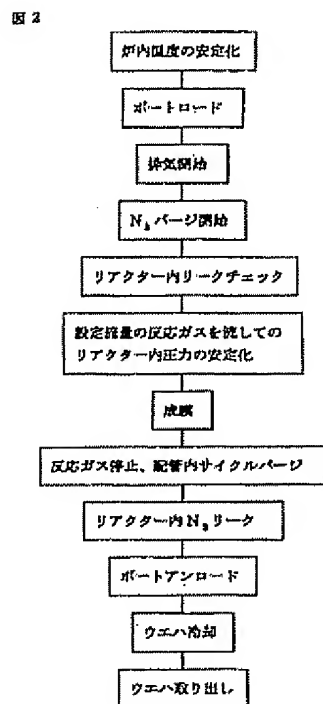 図2
炉内温度の安定化
ボートロード
排気開始
N₂パージ開始
リアクター内リークチェック
設定流量の反応ガスを流しての
リアクター内圧力の安定化
成膜
反応ガス停止、配管内サイクルパージ
リアクター内N₂リーク
ボートアンロード
ウエハ冷却
ウエハ取り出し